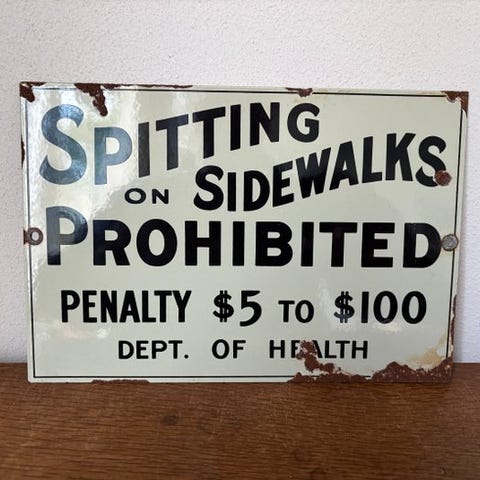 SPITTING
ON SIDEWALKS
PROHIBITED
PENALTY $5 TO $100
DEPT. OF HEALTH